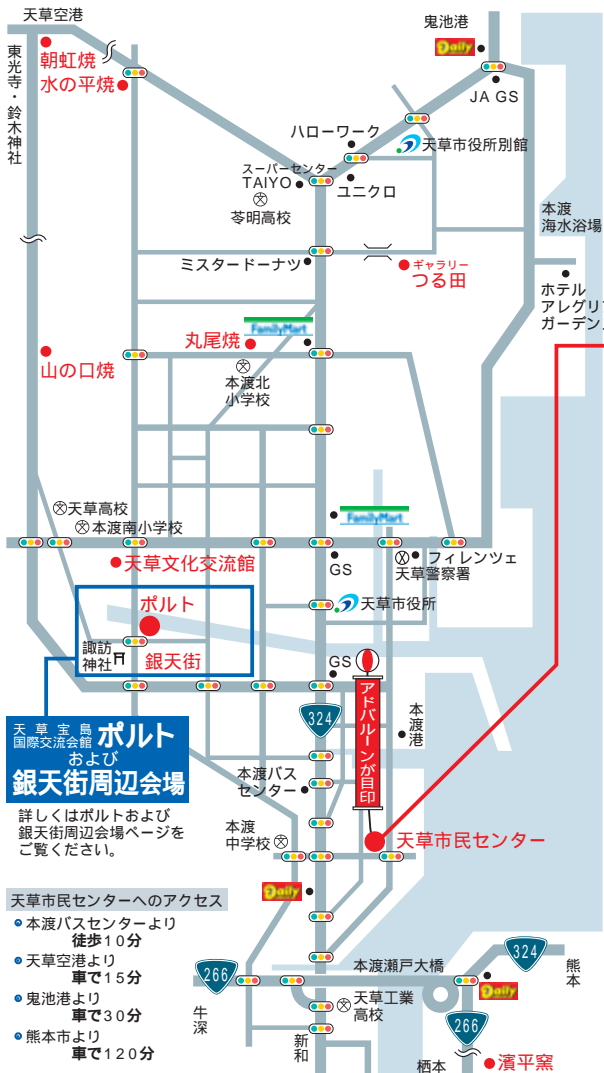 天草空港
朝虹焼
水の平焼
東光寺・鈴木神社
鬼池港
Daily
JA GS
ハローワーク
天草市役所別館
スーパーセンター
TAIYO
ユニクロ
苓明高校
本渡
海水浴場
ミスタードーナツ
ギャラリー
つる田
ホテル
アレグリア
ガーデン
丸尾焼
FamilyMart
山の口焼
本渡北
小学校
天草高校
本渡南小学校
FamilyMart
天草文化交流館
GS
フィレンツェ
天草警察署
ポルト
天草市役所
諏訪
神社
銀天街
GS
324
アドバルーンが目印
本渡港
天草宝島
国際交流会館 ポルト
および
銀天街周辺会場
詳しくはポルトおよび
銀天街周辺会場ページを
ご覧ください。
本渡バス
センター
本渡
中学校
天草市民センター
Daily
天草市民センターへのアクセス
本渡バスセンターより
徒歩10分
天草空港より
車で15分
鬼池港より
車で30分
熊本市より
車で120分
266
牛深
本渡瀬戸大橋
324
熊本
Daily
天草工業
高校
新和
266
栖本
濱平窯